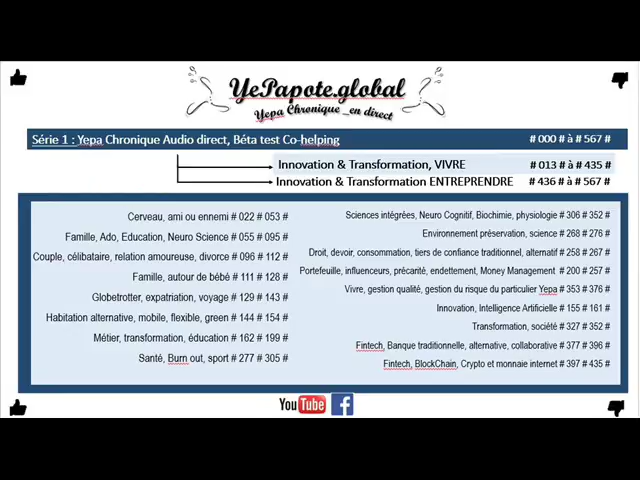 YePapote.global
Yepa Chronique _en direct
Série 1 : Yepa Chronique Audio direct, Béta test Co-helping # 000 # à # 567 #
Innovation & Transformation, VIVRE # 013 # à # 435 #
Innovation & Transformation ENTREPRENDRE # 436 # à # 567 #
Cerveau, ami ou ennemi # 022 # 053 #
Famille, Ado, Education, Neuro Science # 055 # 095 #
Couple, célibataire, relation amoureuse, divorce # 096 # 112 #
Famille, autour de bébé # 111 # 128 #
Globetrotter, expatriation, voyage # 129 # 143 #
Habitation alternative, mobile, flexible, green # 144 # 154 #
Métier, transformation, éducation # 162 # 199 #
Santé, Burn out, sport # 277 # 305 #
Sciences intégrées, Neuro Cognitif, Biochimie, physiologie # 306 # 352 #
Environnement préservation, science # 268 # 276 #
Droit, devoir, consommation, tiers de confiance traditionnel, alternatif # 258 # 267 #
Portefeuille, influenceurs, précarité, endettement, Money Management # 200 # 257 #
Vivre, gestion qualité, gestion du risque du particulier Yepa # 353 # 376 #
Innovation, Intelligence Artificielle # 155 # 161 #
Transformation, société # 327 # 352 #
Fintech, Banque traditionnelle, alternative, collaborative # 377 # 396 #
Fintech, BlockChain, Crypto et monnaie internet # 397 # 435 #
YouTube f